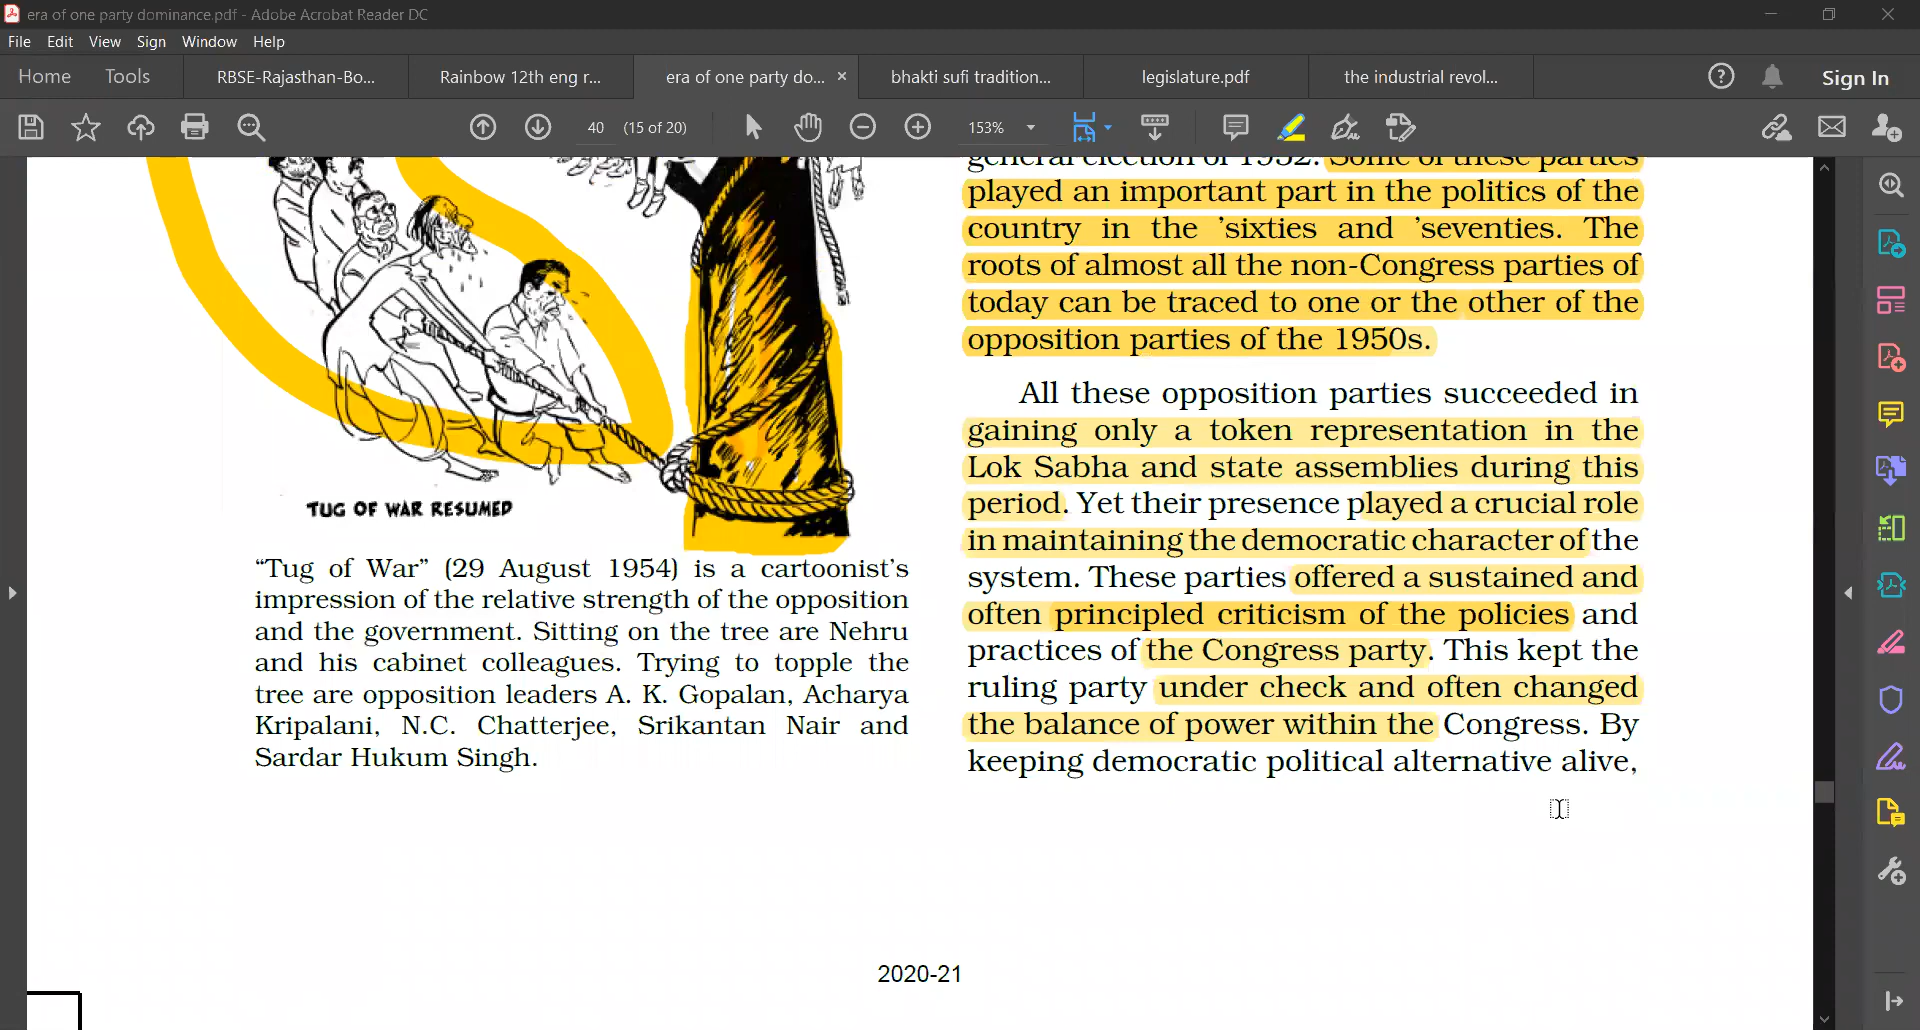 era of one party dominance.pdf - Adobe Acrobat Reader DC
File Edit View Sign Window Help
Home Tools RBSE-Rajasthan-Bo... Rainbow 12th eng r... era of one party do... × bhakti sufi tradition... legislature.pdf the industrial revol... Sign In
40 (15 of 20) 153%
TUG OF WAR RESUMED
“Tug of War” (29 August 1954) is a cartoonist’s
impression of the relative strength of the opposition
and the government. Sitting on the tree are Nehru
and his cabinet colleagues. Trying to topple the
tree are opposition leaders A. K. Gopalan, Acharya
Kripalani, N.C. Chatterjee, Srikantan Nair and
Sardar Hukum Singh.
general election of 1952. Some of these parties
played an important part in the politics of the
country in the ’sixties and ’seventies. The
roots of almost all the non-Congress parties of
today can be traced to one or the other of the
opposition parties of the 1950s.
All these opposition parties succeeded in
gaining only a token representation in the
Lok Sabha and state assemblies during this
period. Yet their presence played a crucial role
in maintaining the democratic character of the
system. These parties offered a sustained and
often principled criticism of the policies and
practices of the Congress party. This kept the
ruling party under check and often changed
the balance of power within the Congress. By
keeping democratic political alternative alive,
2020-21